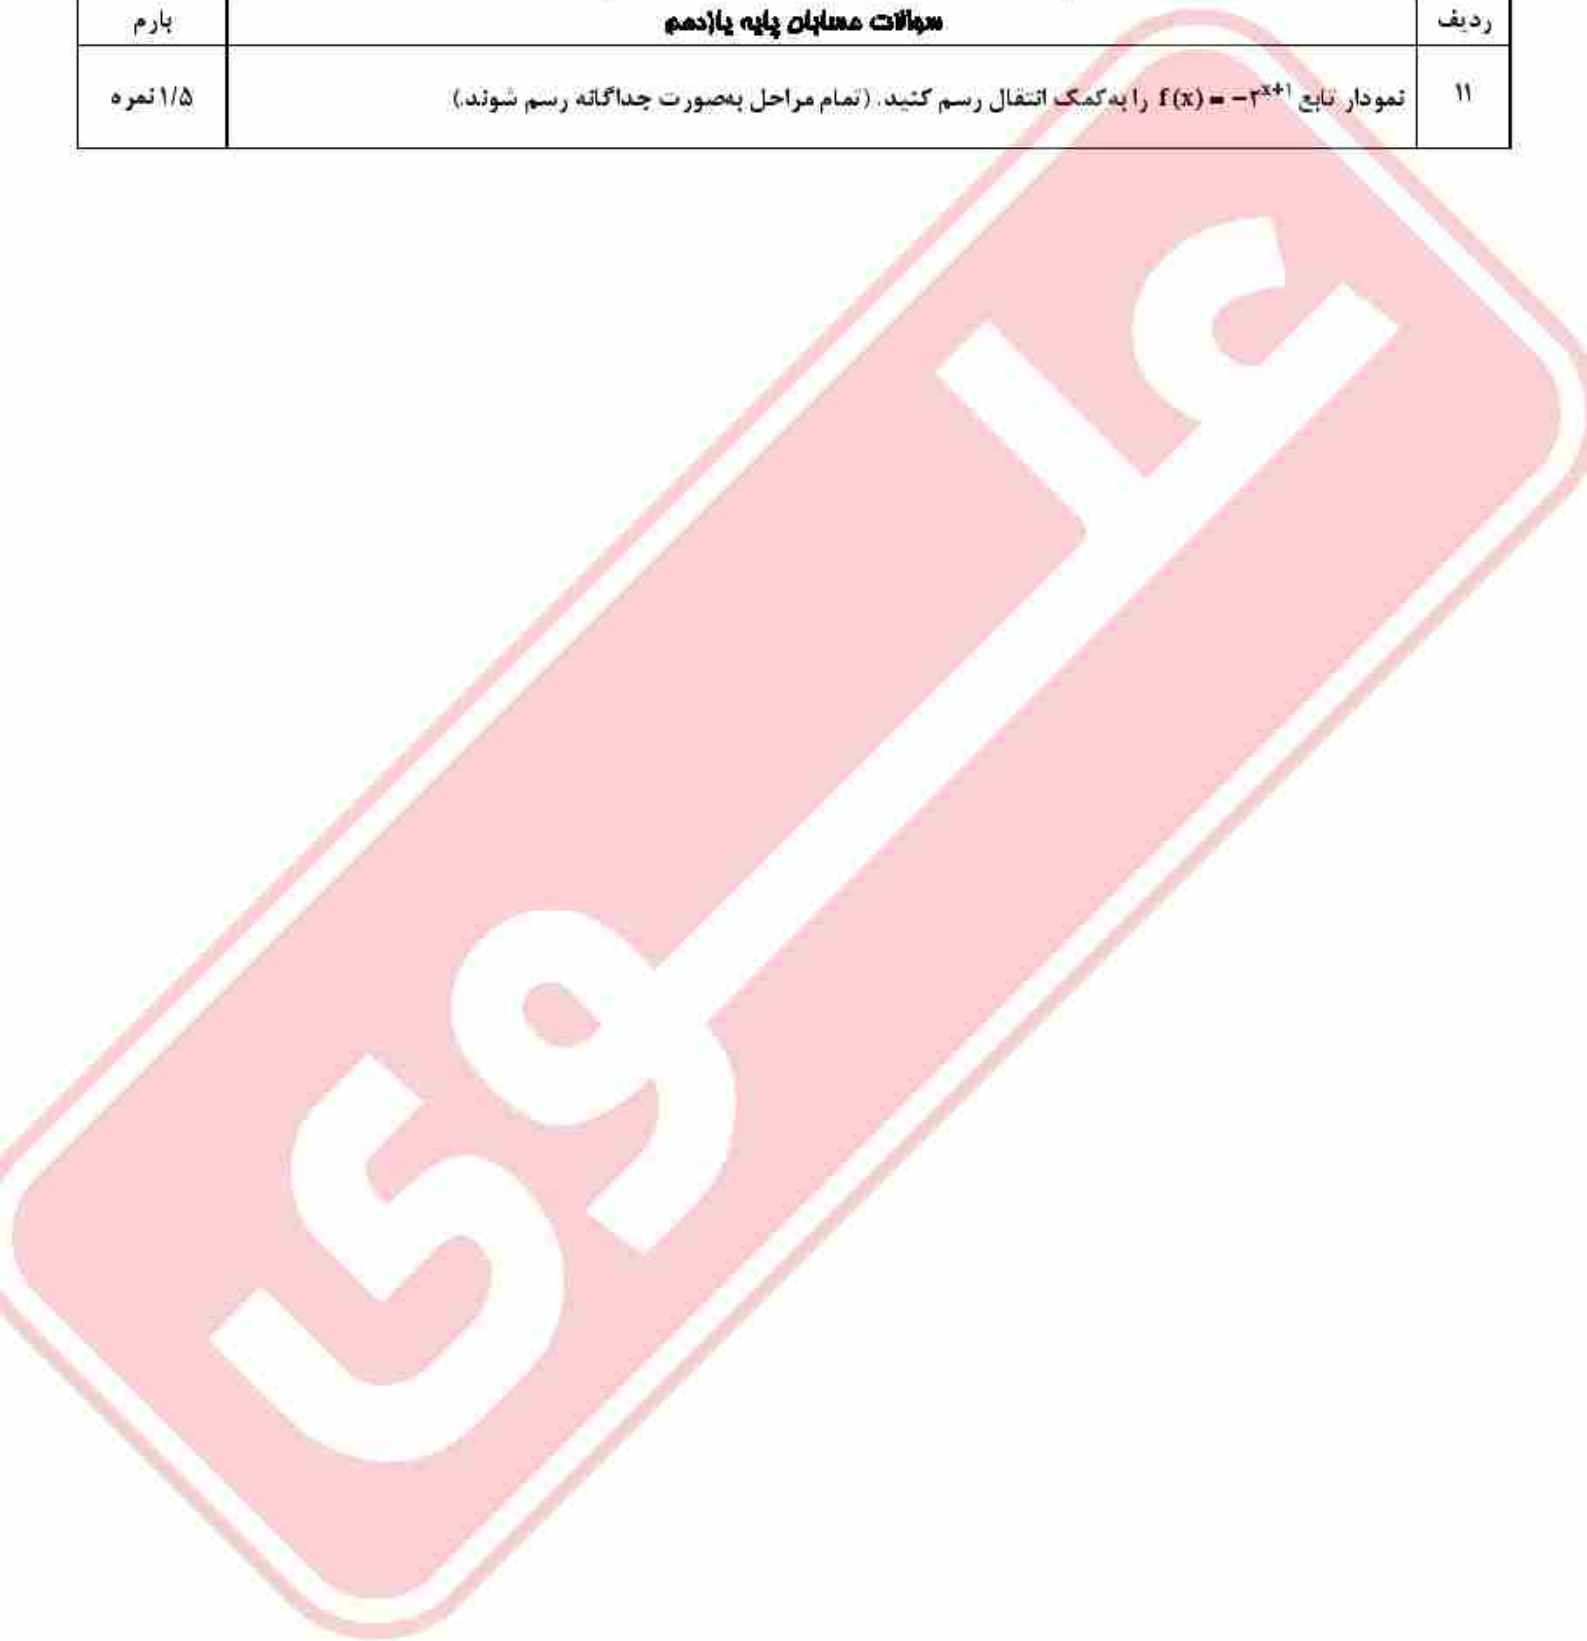 ردیف سوالات حسابان پایه یازدهم بارم
۱۱ نمودار تابع f(x) = −۲^{x+۱} را به‌کمک انتقال رسم کنید. (تمام مراحل به‌صورت جداگانه رسم شوند.) ۱/۵ نمره